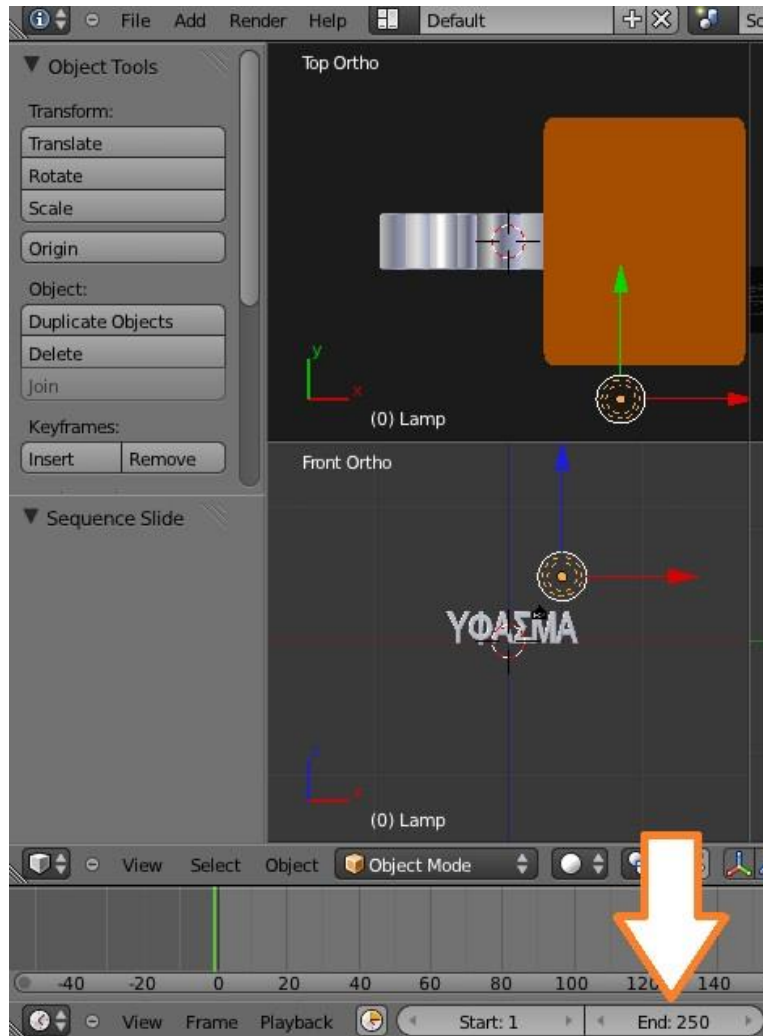 File Add Render Help Default Sc
Object Tools
Transform:
Translate
Rotate
Scale
Origin
Object:
Duplicate Objects
Delete
Join
Keyframes:
Insert Remove
Sequence Slide
Top Ortho
y
x
(0) Lamp
Front Ortho
ΥΦΑΣΜΑ
z
x
(0) Lamp
View Select Object Object Mode
-40 -20 0 20 40 60 80 100 120 140
View Frame Playback Start: 1 End: 250